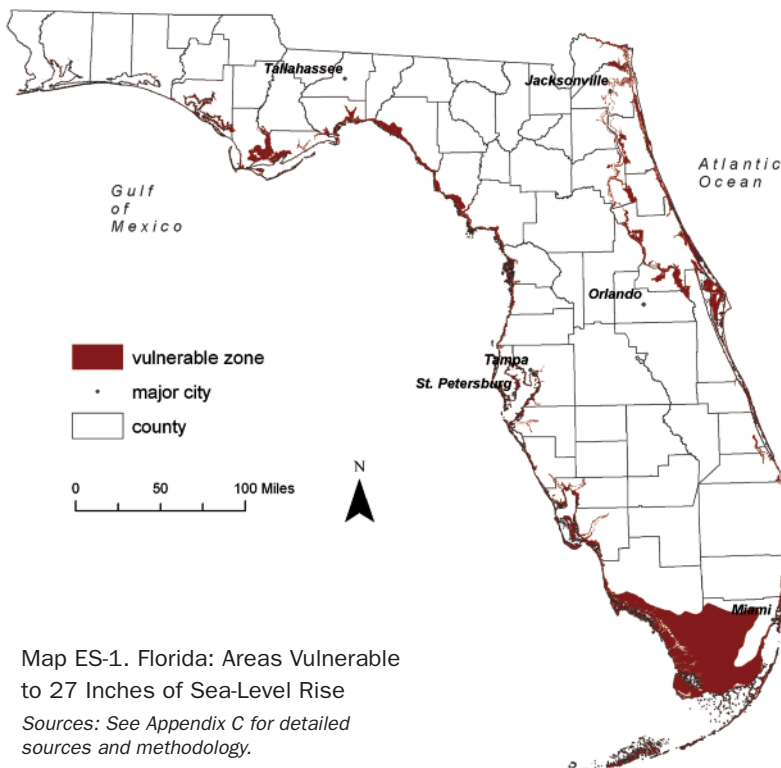 Tallahassee
Jacksonville
Atlantic
Ocean
Gulf
of
Mexico
Orlando
vulnerable zone
Tampa
major city
St. Petersburg
county
N
0 50 100 Miles
Miami
Map ES-1. Florida: Areas Vulnerable
to 27 Inches of Sea-Level Rise
Sources: See Appendix C for detailed
sources and methodology.